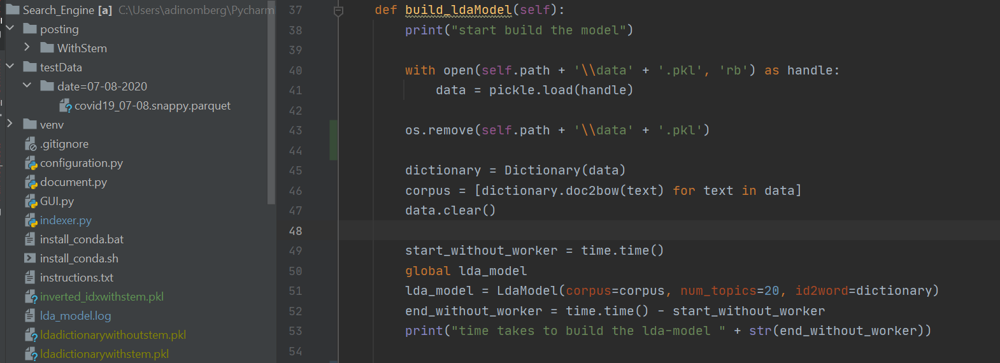 Search_Engine [a] C:\Users\adinomberg\Pycharm
posting
WithStem
testData
date=07-08-2020
covid19_07-08.snappy.parquet
venv
.gitignore
configuration.py
document.py
GUI.py
indexer.py
install_conda.bat
install_conda.sh
instructions.txt
inverted_idxwithstem.pkl
lda_model.log
ldadictionarywithoutstem.pkl
ldadictionarywithstem.pkl
37 def build_ldaModel(self):
38 print("start build the model")
39
40 with open(self.path + '\\data' + '.pkl', 'rb') as handle:
41 data = pickle.load(handle)
42
43 os.remove(self.path + '\\data' + '.pkl')
44
45 dictionary = Dictionary(data)
46 corpus = [dictionary.doc2bow(text) for text in data]
47 data.clear()
48
49 start_without_worker = time.time()
50 global lda_model
51 lda_model = LdaModel(corpus=corpus, num_topics=20, id2word=dictionary)
52 end_without_worker = time.time() - start_without_worker
53 print("time takes to build the lda-model " + str(end_without_worker))
54